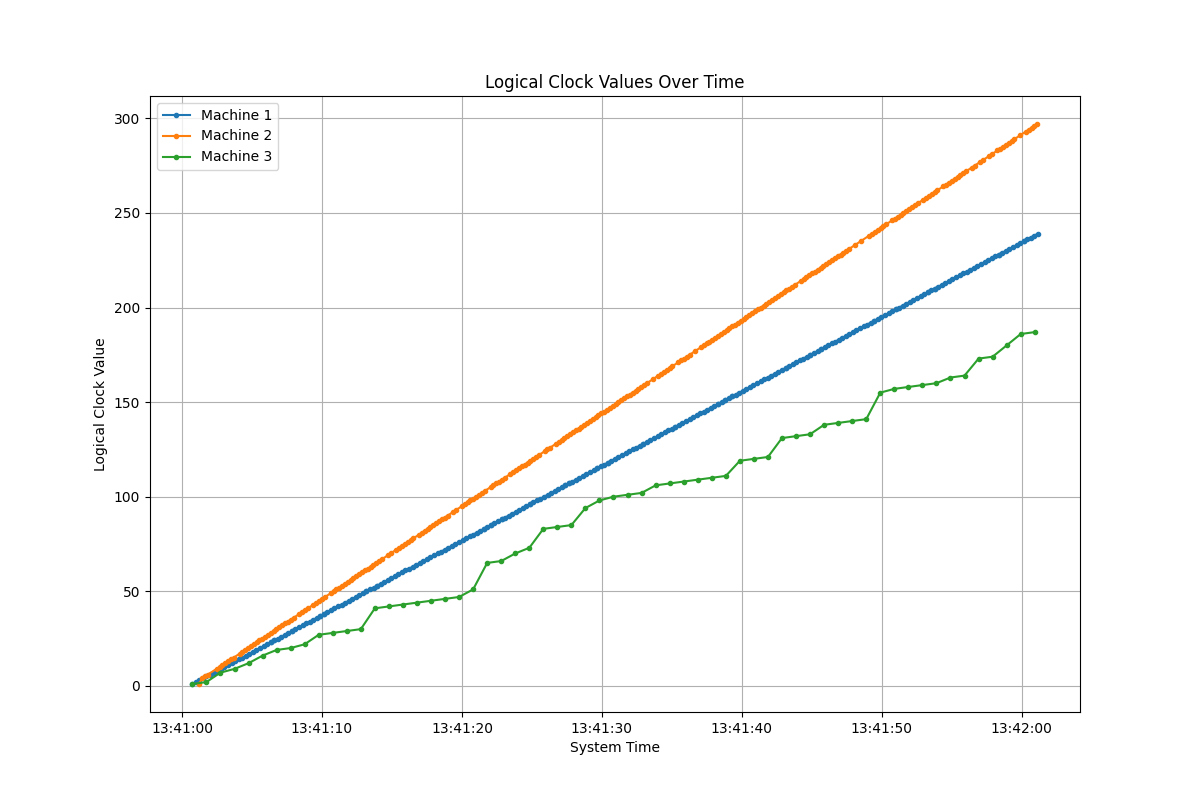 Logical Clock Values Over Time
Machine 1
Machine 2
Machine 3
300
250
200
150
100
50
0
Logical Clock Value
13:41:00 13:41:10 13:41:20 13:41:30 13:41:40 13:41:50 13:42:00
System Time